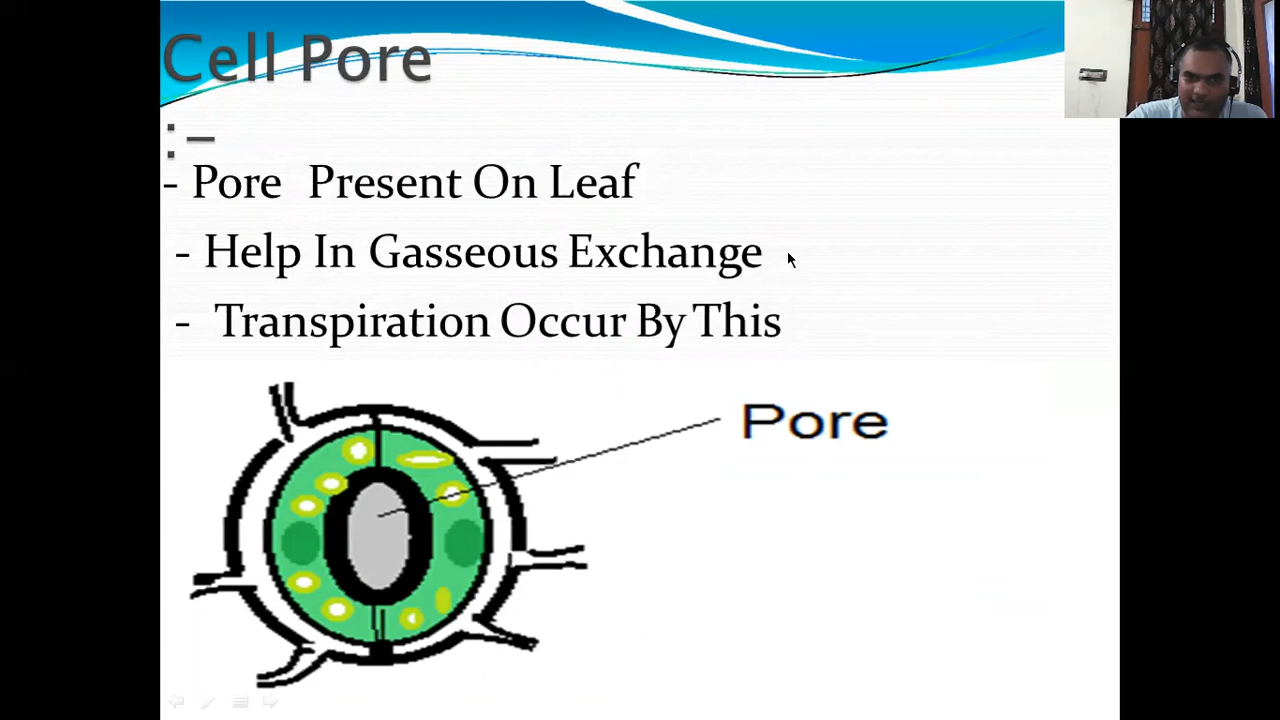 Cell Pore
:-
- Pore Present On Leaf
- Help In Gasseous Exchange
- Transpiration Occur By This
Pore